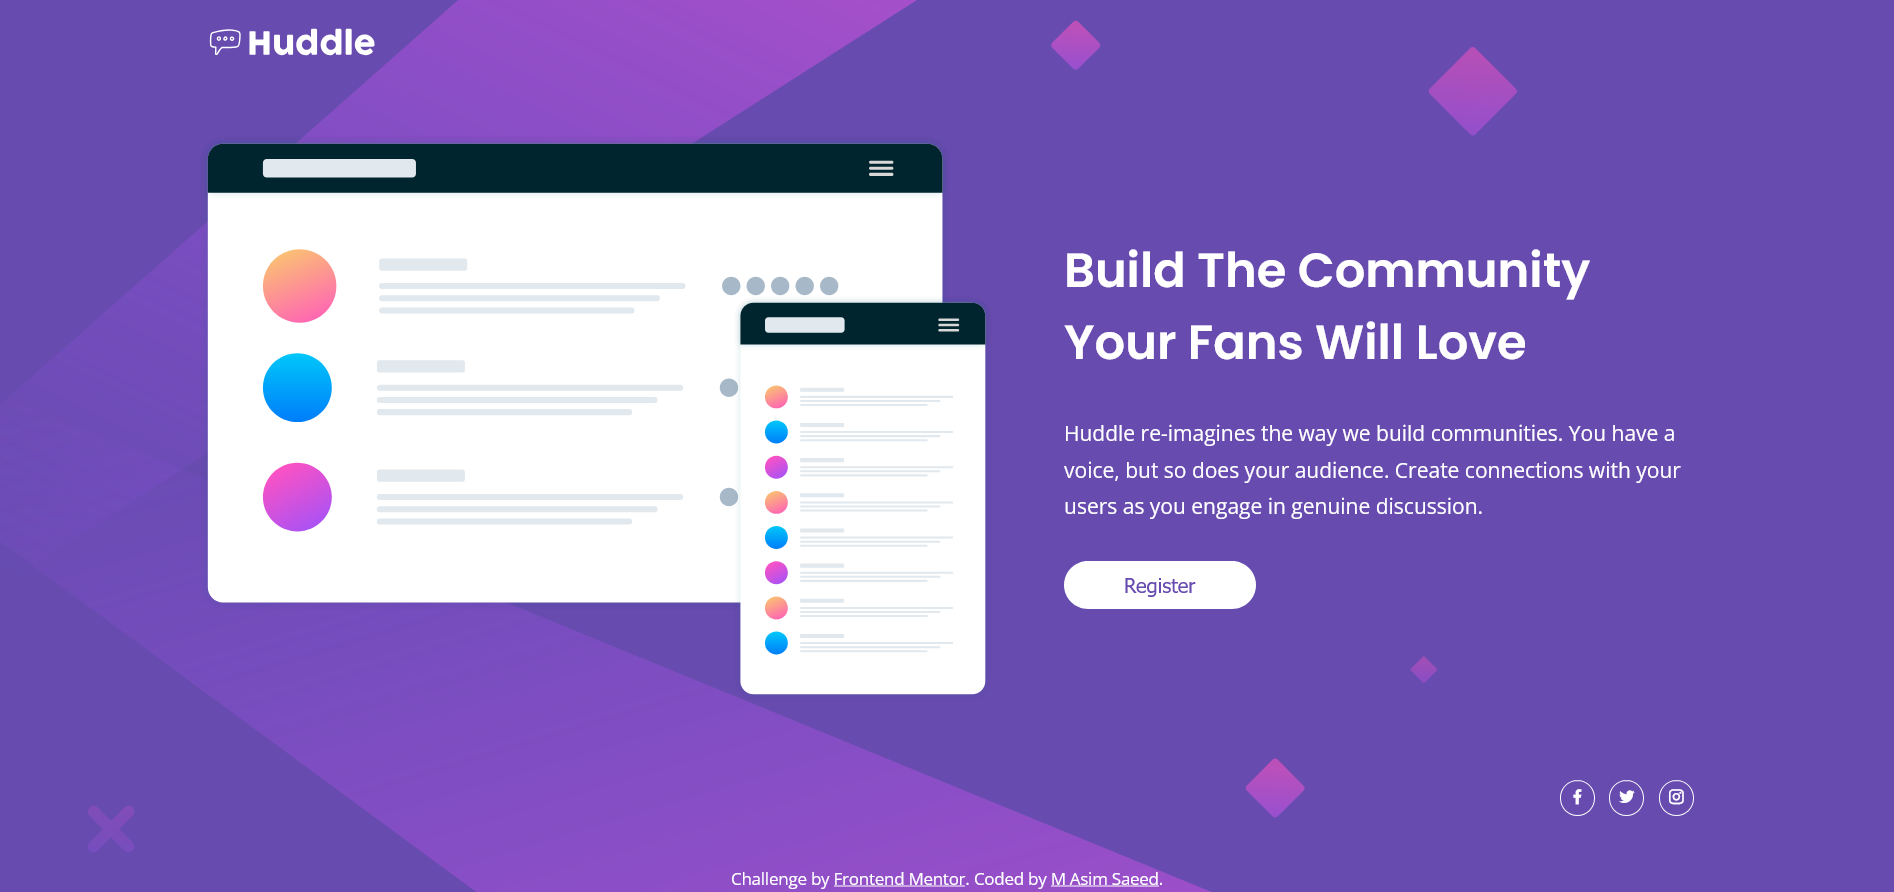 Huddle
Build The Community
Your Fans Will Love
Huddle re-imagines the way we build communities. You have a
voice, but so does your audience. Create connections with your
users as you engage in genuine discussion.
Register
Challenge by Frontend Mentor. Coded by M Asim Saeed.